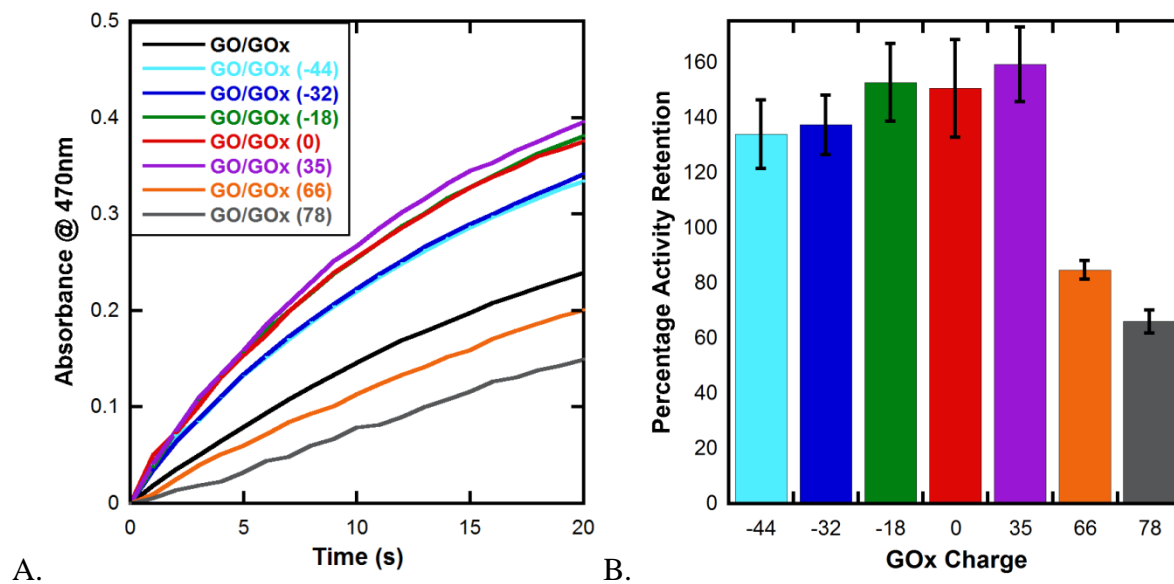 0.5
0.4
0.3
0.2
0.1
0
Absorbance @ 470nm
GO/GOx
GO/GOx (-44)
GO/GOx (-32)
GO/GOx (-18)
GO/GOx (0)
GO/GOx (35)
GO/GOx (66)
GO/GOx (78)
0 5 10 15 20
Time (s)
A.
160
140
120
100
80
60
40
20
0
Percentage Activity Retention
-44 -32 -18 0 35 66 78
GOx Charge
B.